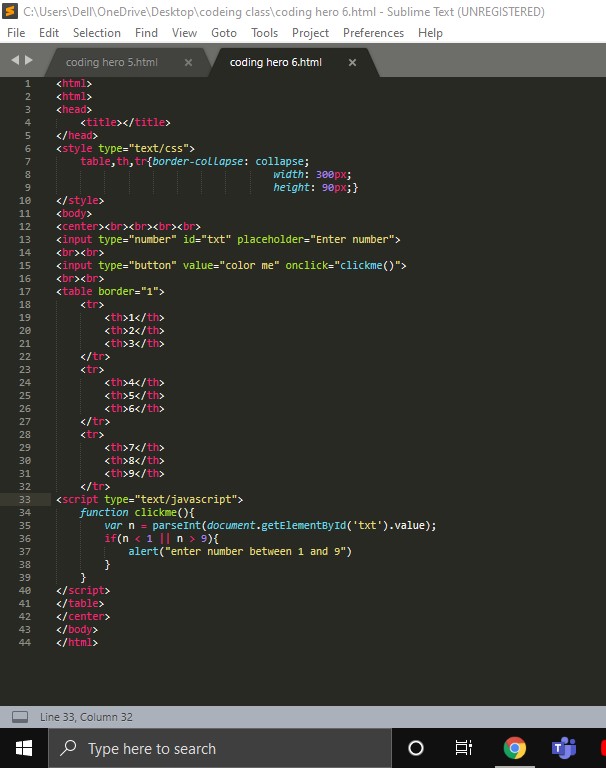 C:\Users\Dell\OneDrive\Desktop\codeing class\coding hero 6.html - Sublime Text (UNREGISTERED)
File Edit Selection Find View Goto Tools Project Preferences Help
coding hero 5.html × coding hero 6.html ×
1 <html>
2 <html>
3 <head>
4 <title></title>
5 </head>
6 <style type="text/css">
7 table,th,tr{border-collapse: collapse;
8 width: 300px;
9 height: 90px;}
10 </style>
11 <body>
12 <center><br><br><br><br>
13 <input type="number" id="txt" placeholder="Enter number">
14 <br><br>
15 <input type="button" value="color me" onclick="clickme()">
16 <br><br>
17 <table border="1">
18 <tr>
19 <th>1</th>
20 <th>2</th>
21 <th>3</th>
22 </tr>
23 <tr>
24 <th>4</th>
25 <th>5</th>
26 <th>6</th>
27 </tr>
28 <tr>
29 <th>7</th>
30 <th>8</th>
31 <th>9</th>
32 </tr>
33 <script type="text/javascript">
34 function clickme(){
35 var n = parseInt(document.getElementById('txt').value);
36 if(n < 1 || n > 9){
37 alert("enter number between 1 and 9")
38 }
39 }
40 </script>
41 </table>
42 </center>
43 </body>
44 </html>
Line 33, Column 32
Type here to search